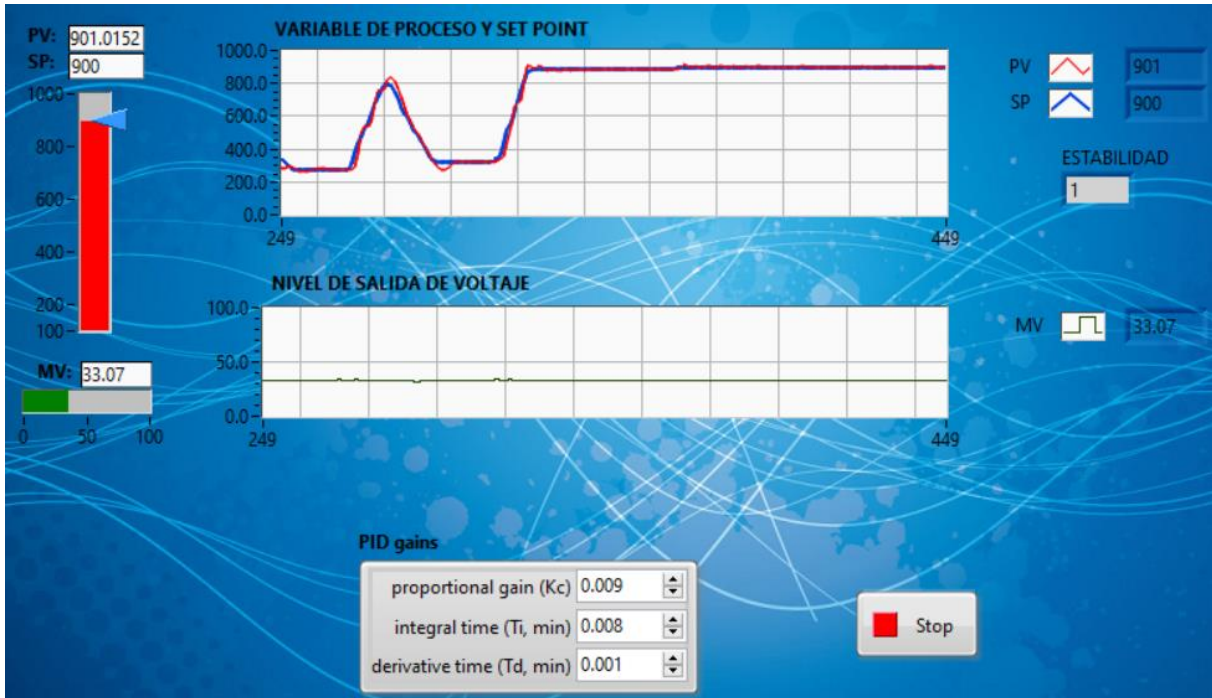 PV: 901.0152
SP: 900
1000
800
600
400
200
100
MV: 33.07
0 50 100
VARIABLE DE PROCESO Y SET POINT
1000.0
800.0
600.0
400.0
200.0
0.0
249 449
PV 901
SP 900
ESTABILIDAD
1
NIVEL DE SALIDA DE VOLTAJE
100.0
50.0
0.0
249 449
MV 33.07
PID gains
proportional gain (Kc) 0.009
integral time (Ti, min) 0.008
derivative time (Td, min) 0.001
Stop